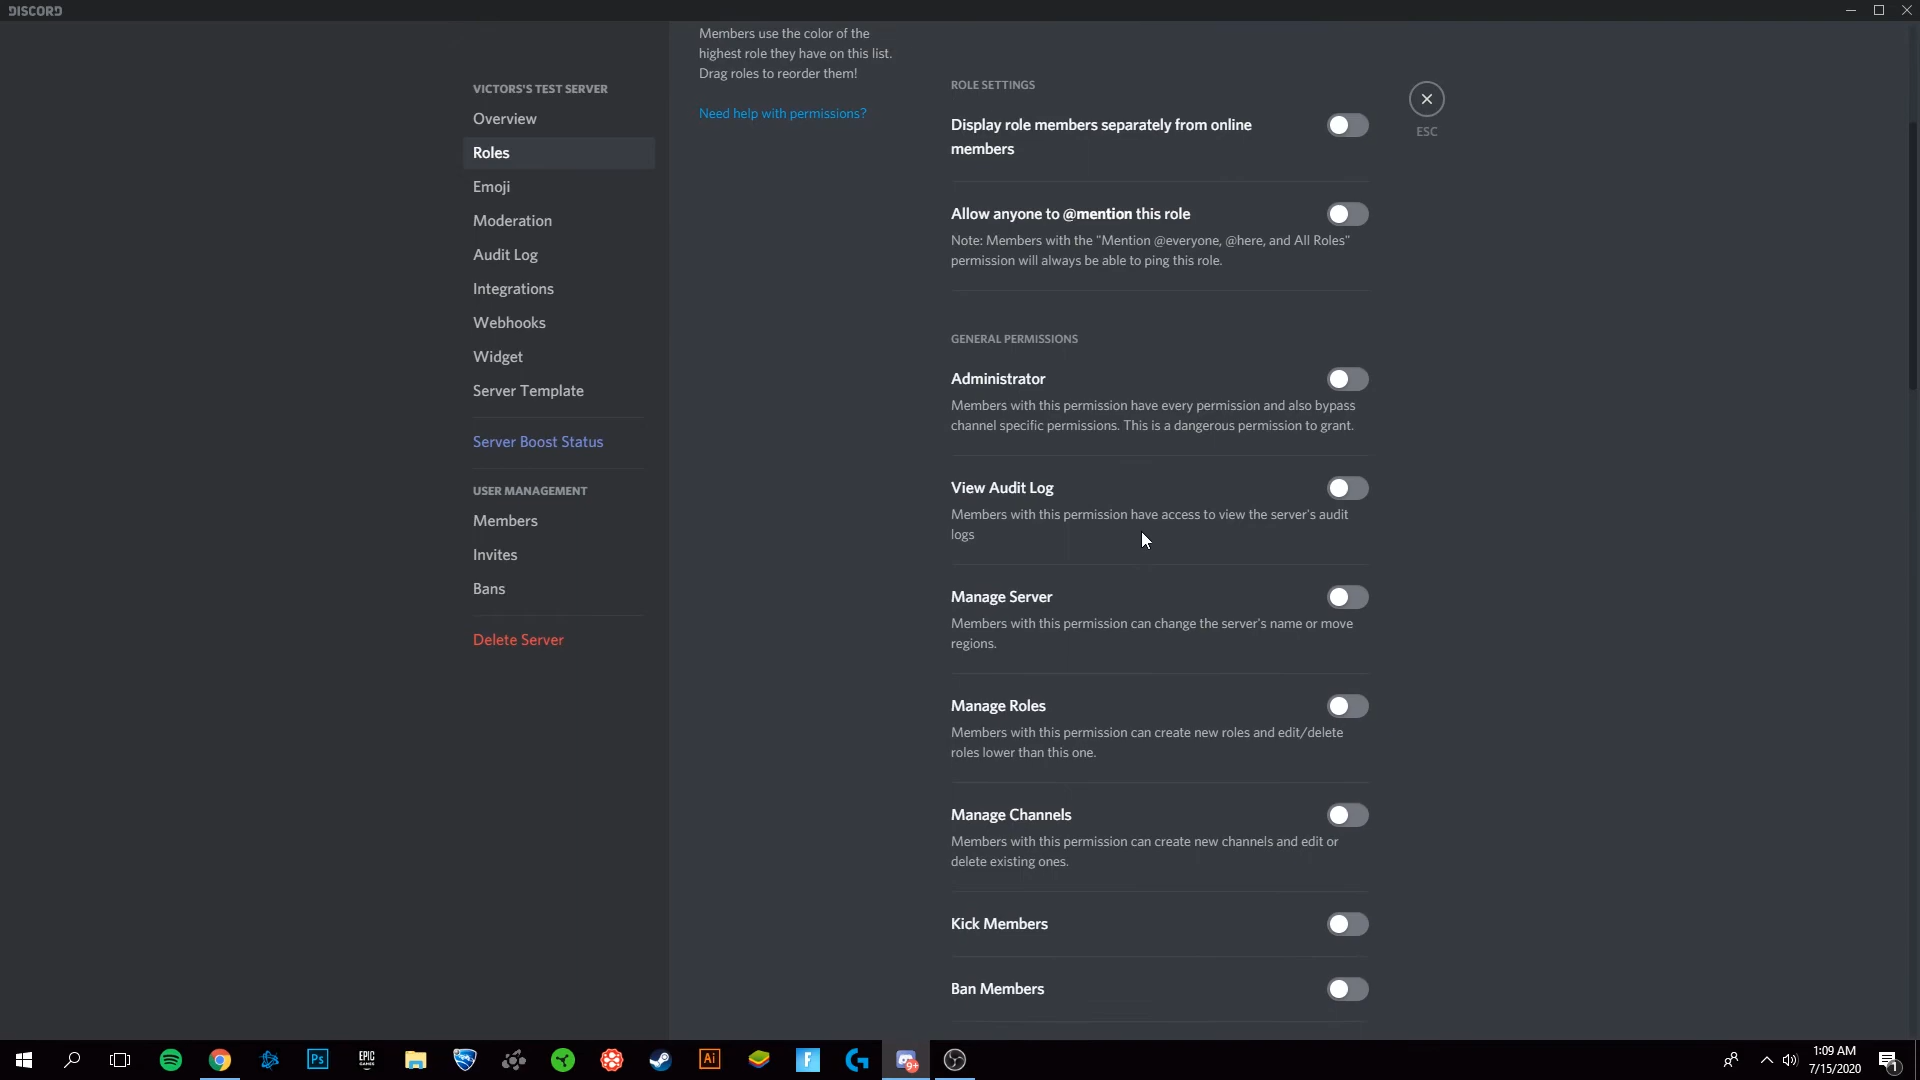 DISCORD
VICTORS'S TEST SERVER
Overview
Roles
Emoji
Moderation
Audit Log
Integrations
Webhooks
Widget
Server Template
Server Boost Status
USER MANAGEMENT
Members
Invites
Bans
Delete Server
Members use the color of the
highest role they have on this list.
Drag roles to reorder them!
Need help with permissions?
ROLE SETTINGS
Display role members separately from online
members
Allow anyone to @mention this role
Note: Members with the "Mention @everyone, @here, and All Roles"
permission will always be able to ping this role.
GENERAL PERMISSIONS
Administrator
Members with this permission have every permission and also bypass
channel specific permissions. This is a dangerous permission to grant.
View Audit Log
Members with this permission have access to view the server's audit
logs
Manage Server
Members with this permission can change the server's name or move
regions.
Manage Roles
Members with this permission can create new roles and edit/delete
roles lower than this one.
Manage Channels
Members with this permission can create new channels and edit or
delete existing ones.
Kick Members
Ban Members
ESC
Ps
EPIC
GAMES
Ai
F
G
9+
1:09 AM
7/15/2020
1